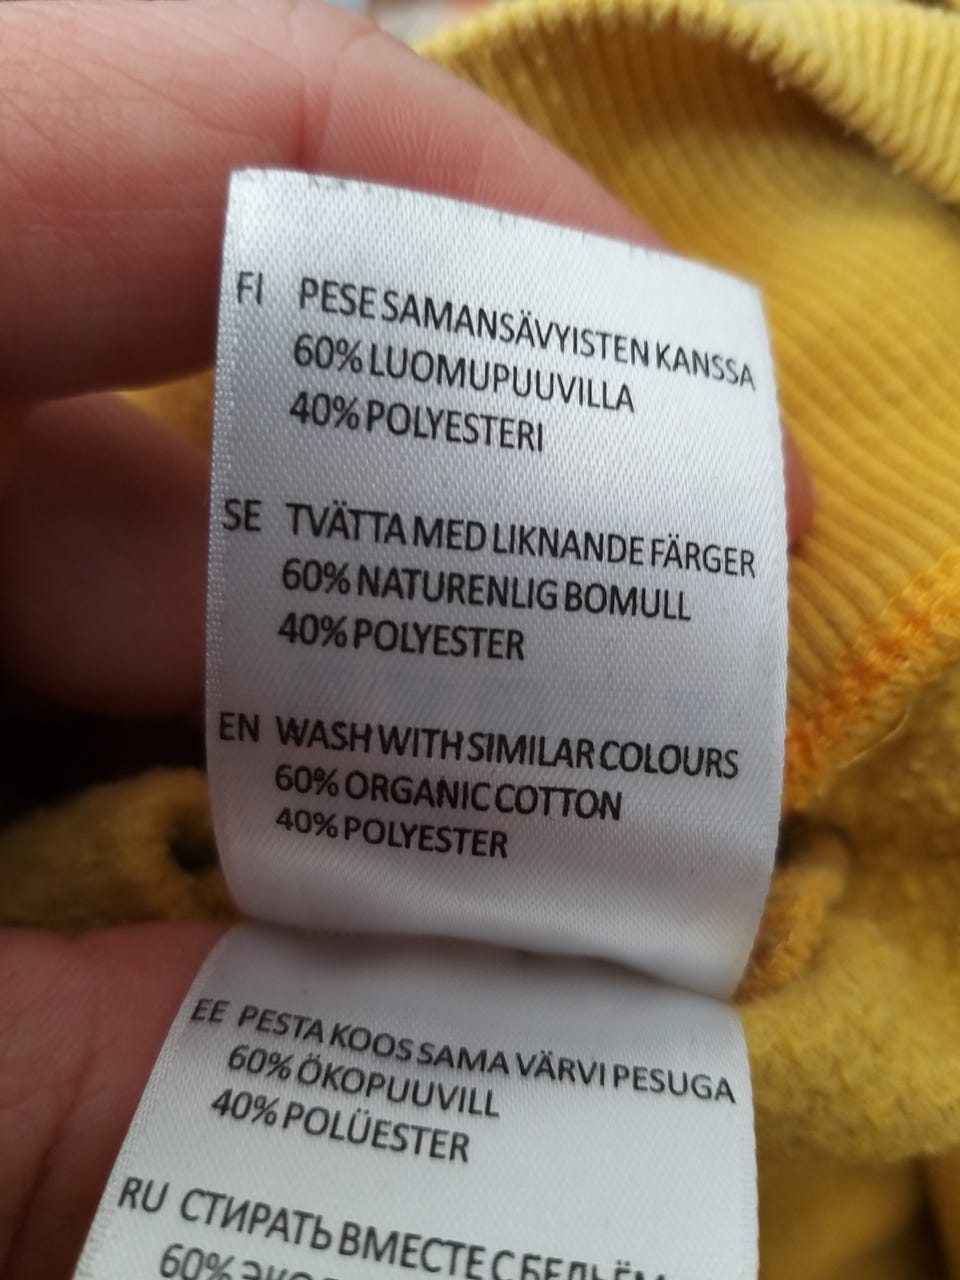 FI PESE SAMANSÄVYISTEN KANSSA
60% LUOMUPUUVILLA
40% POLYESTERI
SE TVÄTTA MED LIKNANDE FÄRGER
60% NATURENLIG BOMULL
40% POLYESTER
EN WASH WITH SIMILAR COLOURS
60% ORGANIC COTTON
40% POLYESTER
EE PESTA KOOS SAMA VÄRVI PESUGA
60% ÖKOPUUVILL
40% POLÜESTER
RU СТИРАТЬ ВМЕСТЕ С БЕЛЬЁМ
60%